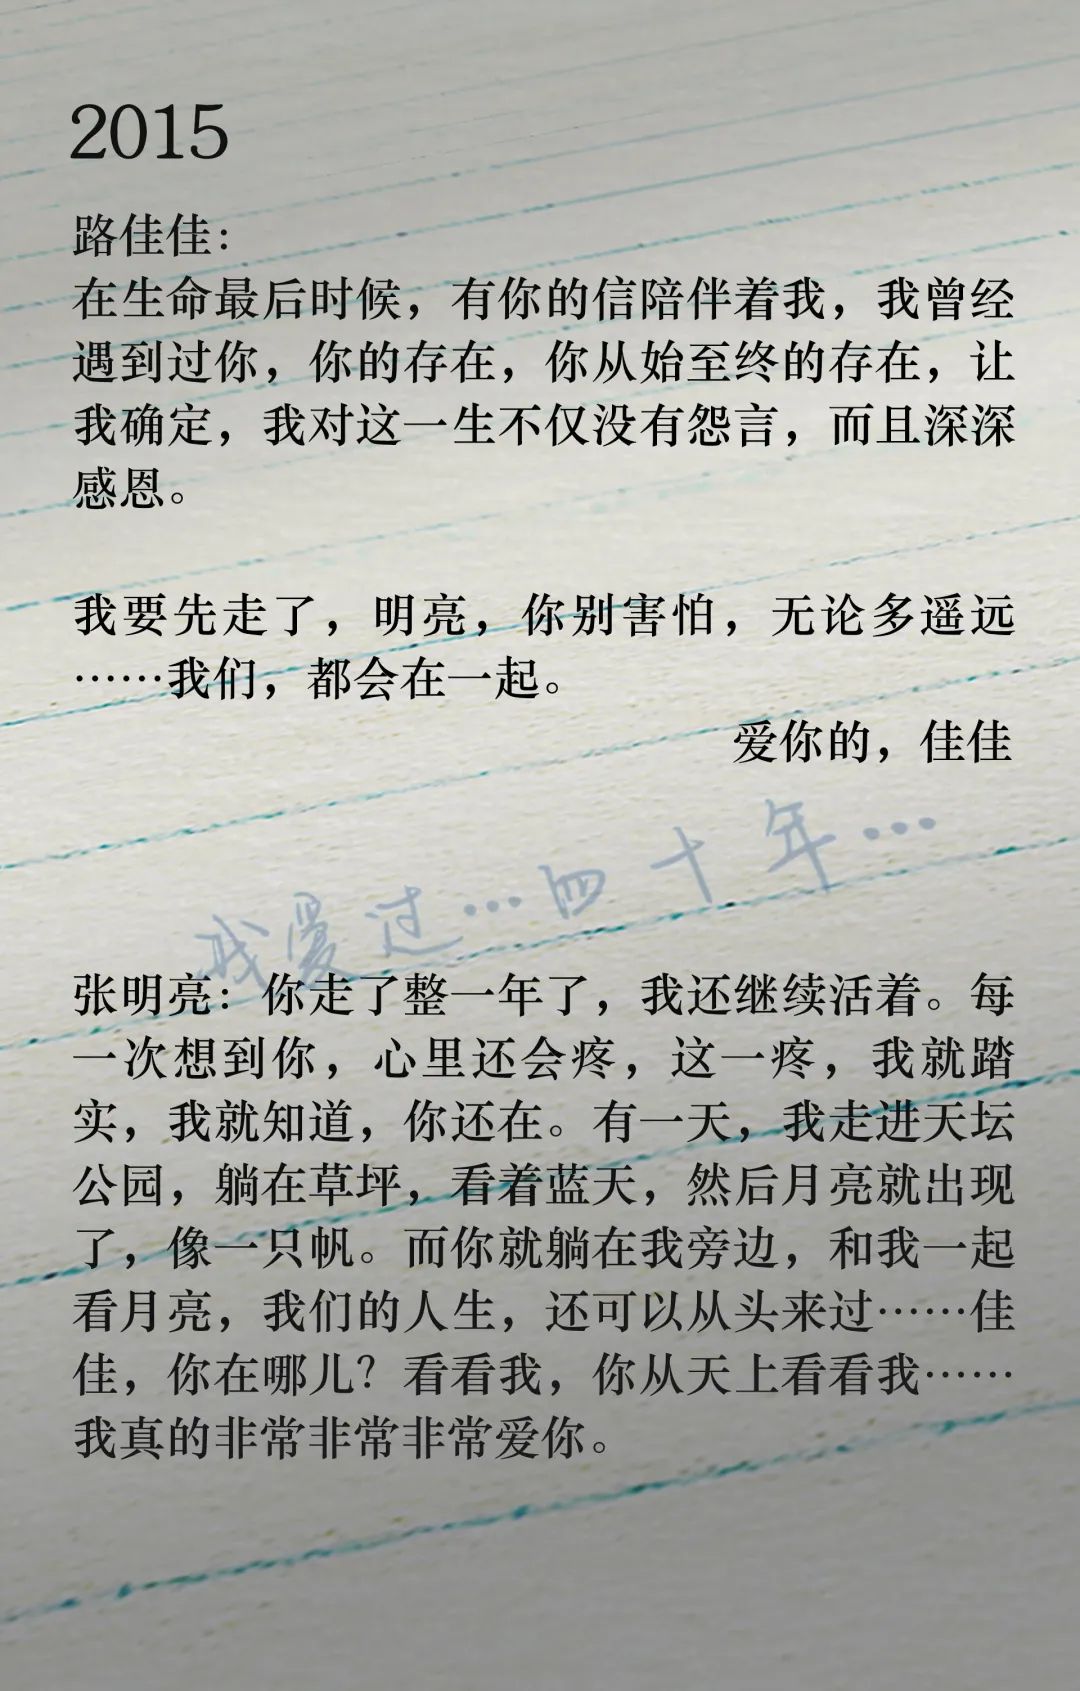 2015
路佳佳：
在生命最后时候，有你的信陪伴着我，我曾经
遇到过你，你的存在，你从始至终的存在，让
我确定，我对这一生不仅没有怨言，而且深深
感恩。
我要先走了，明亮，你别害怕，无论多遥远
……我们，都会在一起。
爱你的，佳佳
我爱过…四十年…
张明亮：你走了整一年了，我还继续活着。每
一次想到你，心里还会疼，这一疼，我就踏
实，我就知道，你还在。有一天，我走进天坛
公园，躺在草坪，看着蓝天，然后月亮就出现
了，像一只帆。而你就躺在我旁边，和我一起
看月亮，我们的人生，还可以从头来过……佳
佳，你在哪儿？看看我，你从天上看看我……
我真的非常非常非常爱你。